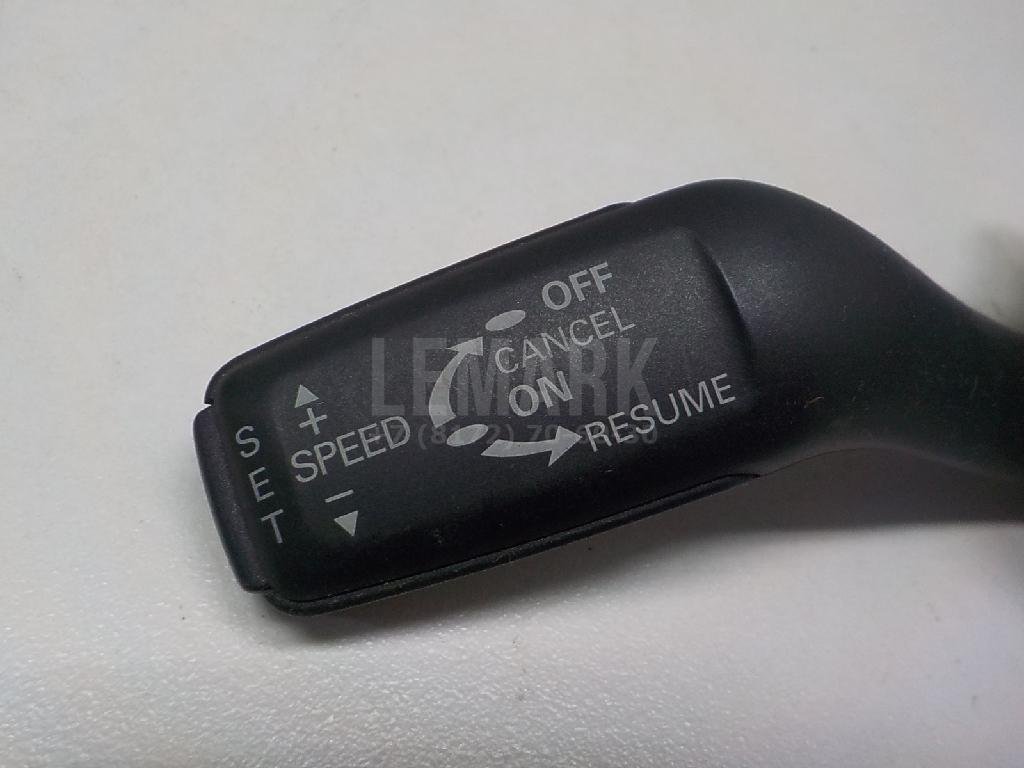 OFF
CANCEL
ON
RESUME
+
SPEED
−
SET
LEMARK